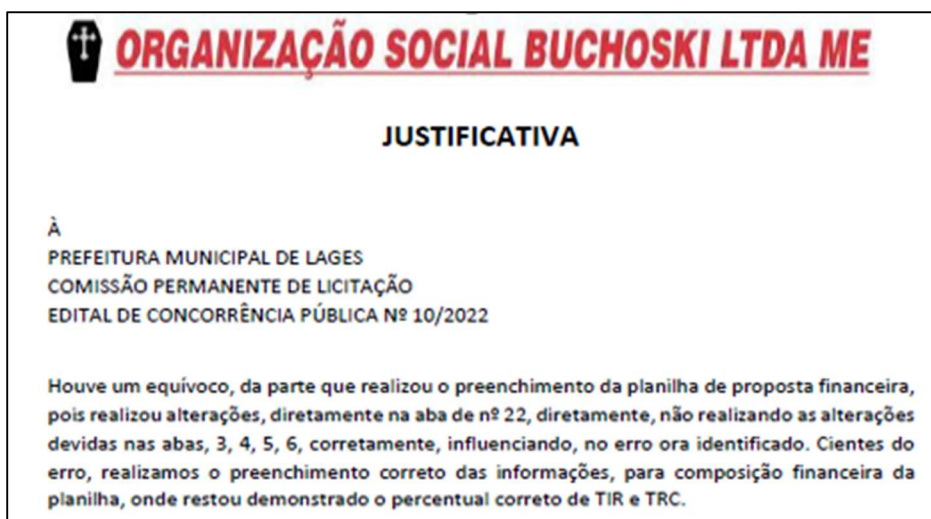 ORGANIZAÇÃO SOCIAL BUCHOSKI LTDA ME
JUSTIFICATIVA
À
PREFEITURA MUNICIPAL DE LAGES
COMISSÃO PERMANENTE DE LICITAÇÃO
EDITAL DE CONCORRÊNCIA PÚBLICA Nº 10/2022
Houve um equívoco, da parte que realizou o preenchimento da planilha de proposta financeira,
pois realizou alterações, diretamente na aba de nº 22, diretamente, não realizando as alterações
devidas nas abas, 3, 4, 5, 6, corretamente, influenciando, no erro ora identificado. Cientes do
erro, realizamos o preenchimento correto das informações, para composição financeira da
planilha, onde restou demonstrado o percentual correto de TIR e TRC.